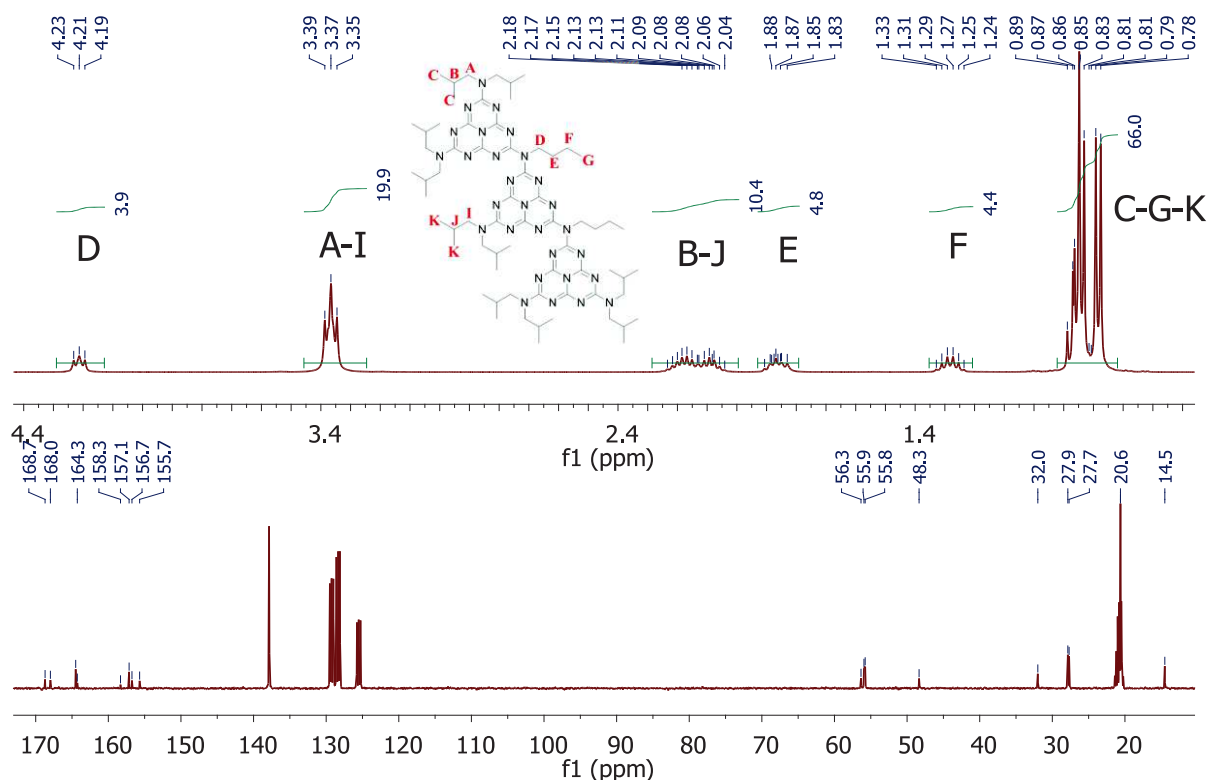 4.23 4.21 4.19 3.39 3.37 3.35 2.18 2.17 2.15 2.13 2.13 2.11 2.09 2.08 2.08 2.06 2.04 1.88 1.87 1.85 1.83 1.33 1.31 1.29 1.27 1.25 1.24 0.89 0.87 0.86 0.85 0.83 0.81 0.81 0.79 0.78
C B A N
C
N N N
N N N
N N N N N
D F
N E G
N N N
K J I N N N
K N N N N N N
N N N
N N N
N N N N N
3.9 19.9 10.4 4.8 4.4 66.0
D A-I B-J E F C-G-K
4.4 3.4 2.4 1.4
f1 (ppm)
168.7 168.0 164.3 158.3 157.1 156.7 155.7 56.3 55.9 55.8 48.3 32.0 27.9 27.7 20.6 14.5
170 160 150 140 130 120 110 100 90 80 70 60 50 40 30 20
f1 (ppm)